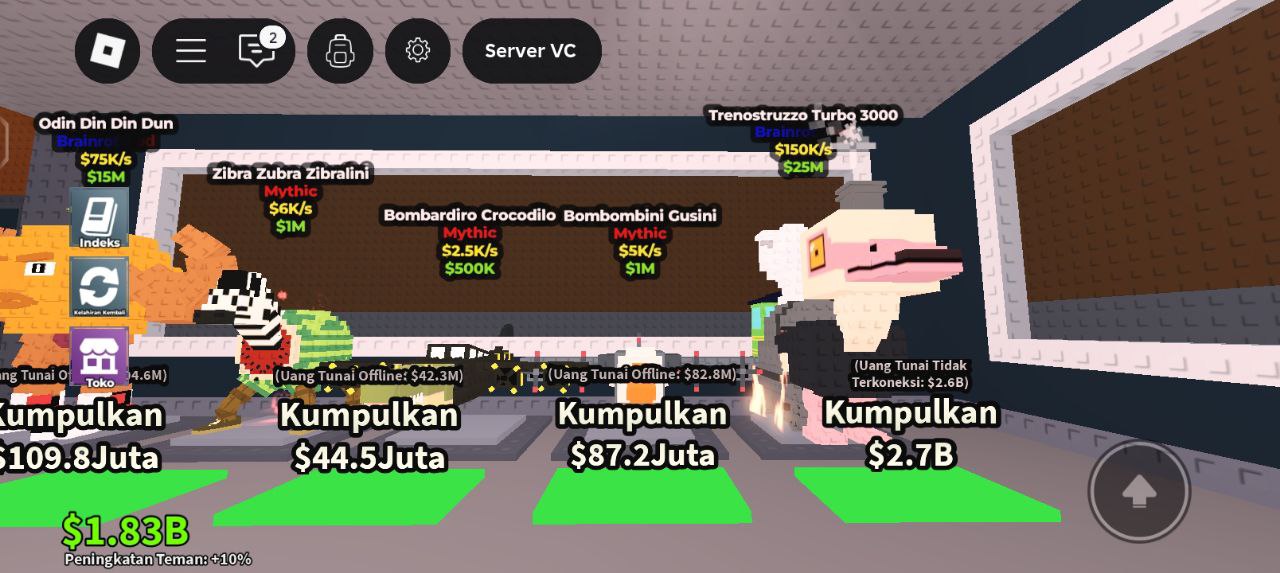 2
Server VC
Odin Din Din Dun
$75K/s
$15M
Indeks
Kelahiran Kembali
Toko
Zibra Zubra Zibralini
Mythic
$6K/s
$1M
Bombardiro Crocodilo
Mythic
$2.5K/s
$500K
Bombombini Gusini
Mythic
$5K/s
$1M
Trenostruzzo Turbo 3000
$150K/s
$25M
(Uang Tunai Offline: $42.3M)
(Uang Tunai Offline: $82.8M)
(Uang Tunai Tidak
Terkoneksi: $2.6B)
Kumpulkan
$109.8Juta
Kumpulkan
$44.5Juta
Kumpulkan
$87.2Juta
Kumpulkan
$2.7B
$1.83B
Peningkatan Teman: +10%